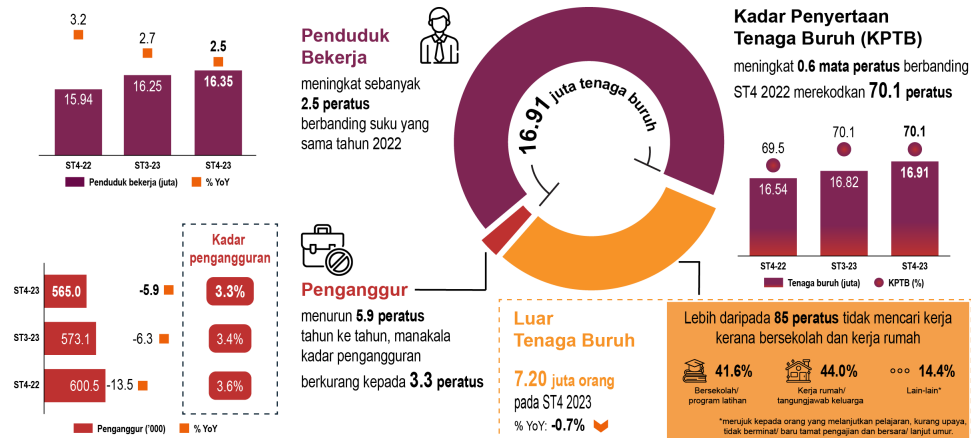 3.2
2.7
2.5
15.94
16.25
16.35
ST4-22
ST3-23
ST4-23
Penduduk bekerja (juta)
% YoY
Penduduk
Bekerja
meningkat sebanyak
2.5 peratus
berbanding suku yang
sama tahun 2022
16.91 juta tenaga buruh
Kadar Penyertaan
Tenaga Buruh (KPTB)
meningkat 0.6 mata peratus berbanding
ST4 2022 merekodkan 70.1 peratus
69.5
70.1
70.1
16.54
16.82
16.91
ST4-22
ST3-23
ST4-23
Tenaga buruh (juta)
KPTB (%)
Kadar
pengangguran
ST4-23
565.0
-5.9
3.3%
ST3-23
573.1
-6.3
3.4%
ST4-22
600.5
-13.5
3.6%
Penganggur ('000)
% YoY
Penganggur
menurun 5.9 peratus
tahun ke tahun, manakala
kadar pengangguran
berkurang kepada 3.3 peratus
Luar
Tenaga Buruh
7.20 juta orang
pada ST4 2023
% YoY: -0.7%
Lebih daripada 85 peratus tidak mencari kerja
kerana bersekolah dan kerja rumah
41.6%
Bersekolah/
program latihan
44.0%
Kerja rumah/
tangungjawab keluarga
14.4%
Lain-lain*
*merujuk kepada orang yang melanjutkan pelajaran, kurang upaya,
tidak berminat/ baru tamat pengajian dan bersara/ lanjut umur.